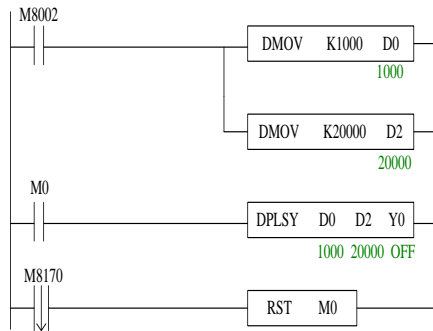 M8002
DMOV K1000 D0
1000
DMOV K20000 D2
20000
M0
DPLSY D0 D2 Y0
1000 20000 OFF
M8170
RST M0